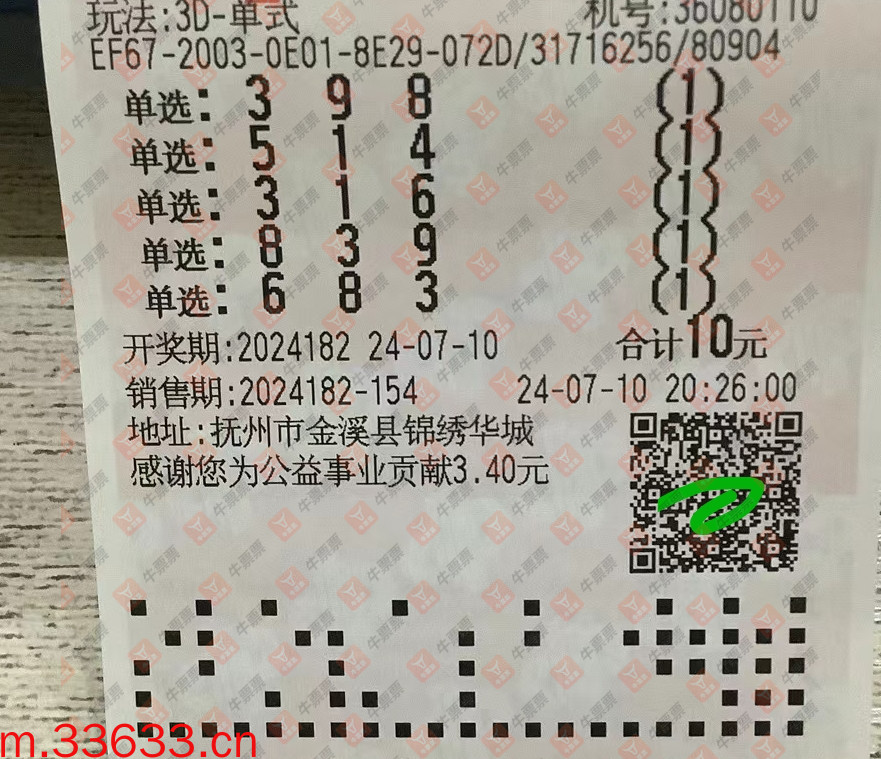 玩法:3D-单式 机号:36080110
EF67-2003-0E01-8E29-072D/31716256/80904
单选: 3 9 8 (1)
单选: 5 1 4 (1)
单选: 3 1 6 (1)
单选: 8 3 9 (1)
单选: 6 8 3 (1)
开奖期:2024182 24-07-10 合计10元
销售期:2024182-154 24-07-10 20:26:00
地址:抚州市金溪县锦绣华城
感谢您为公益事业贡献3.40元
牛票票
m.33633.cn